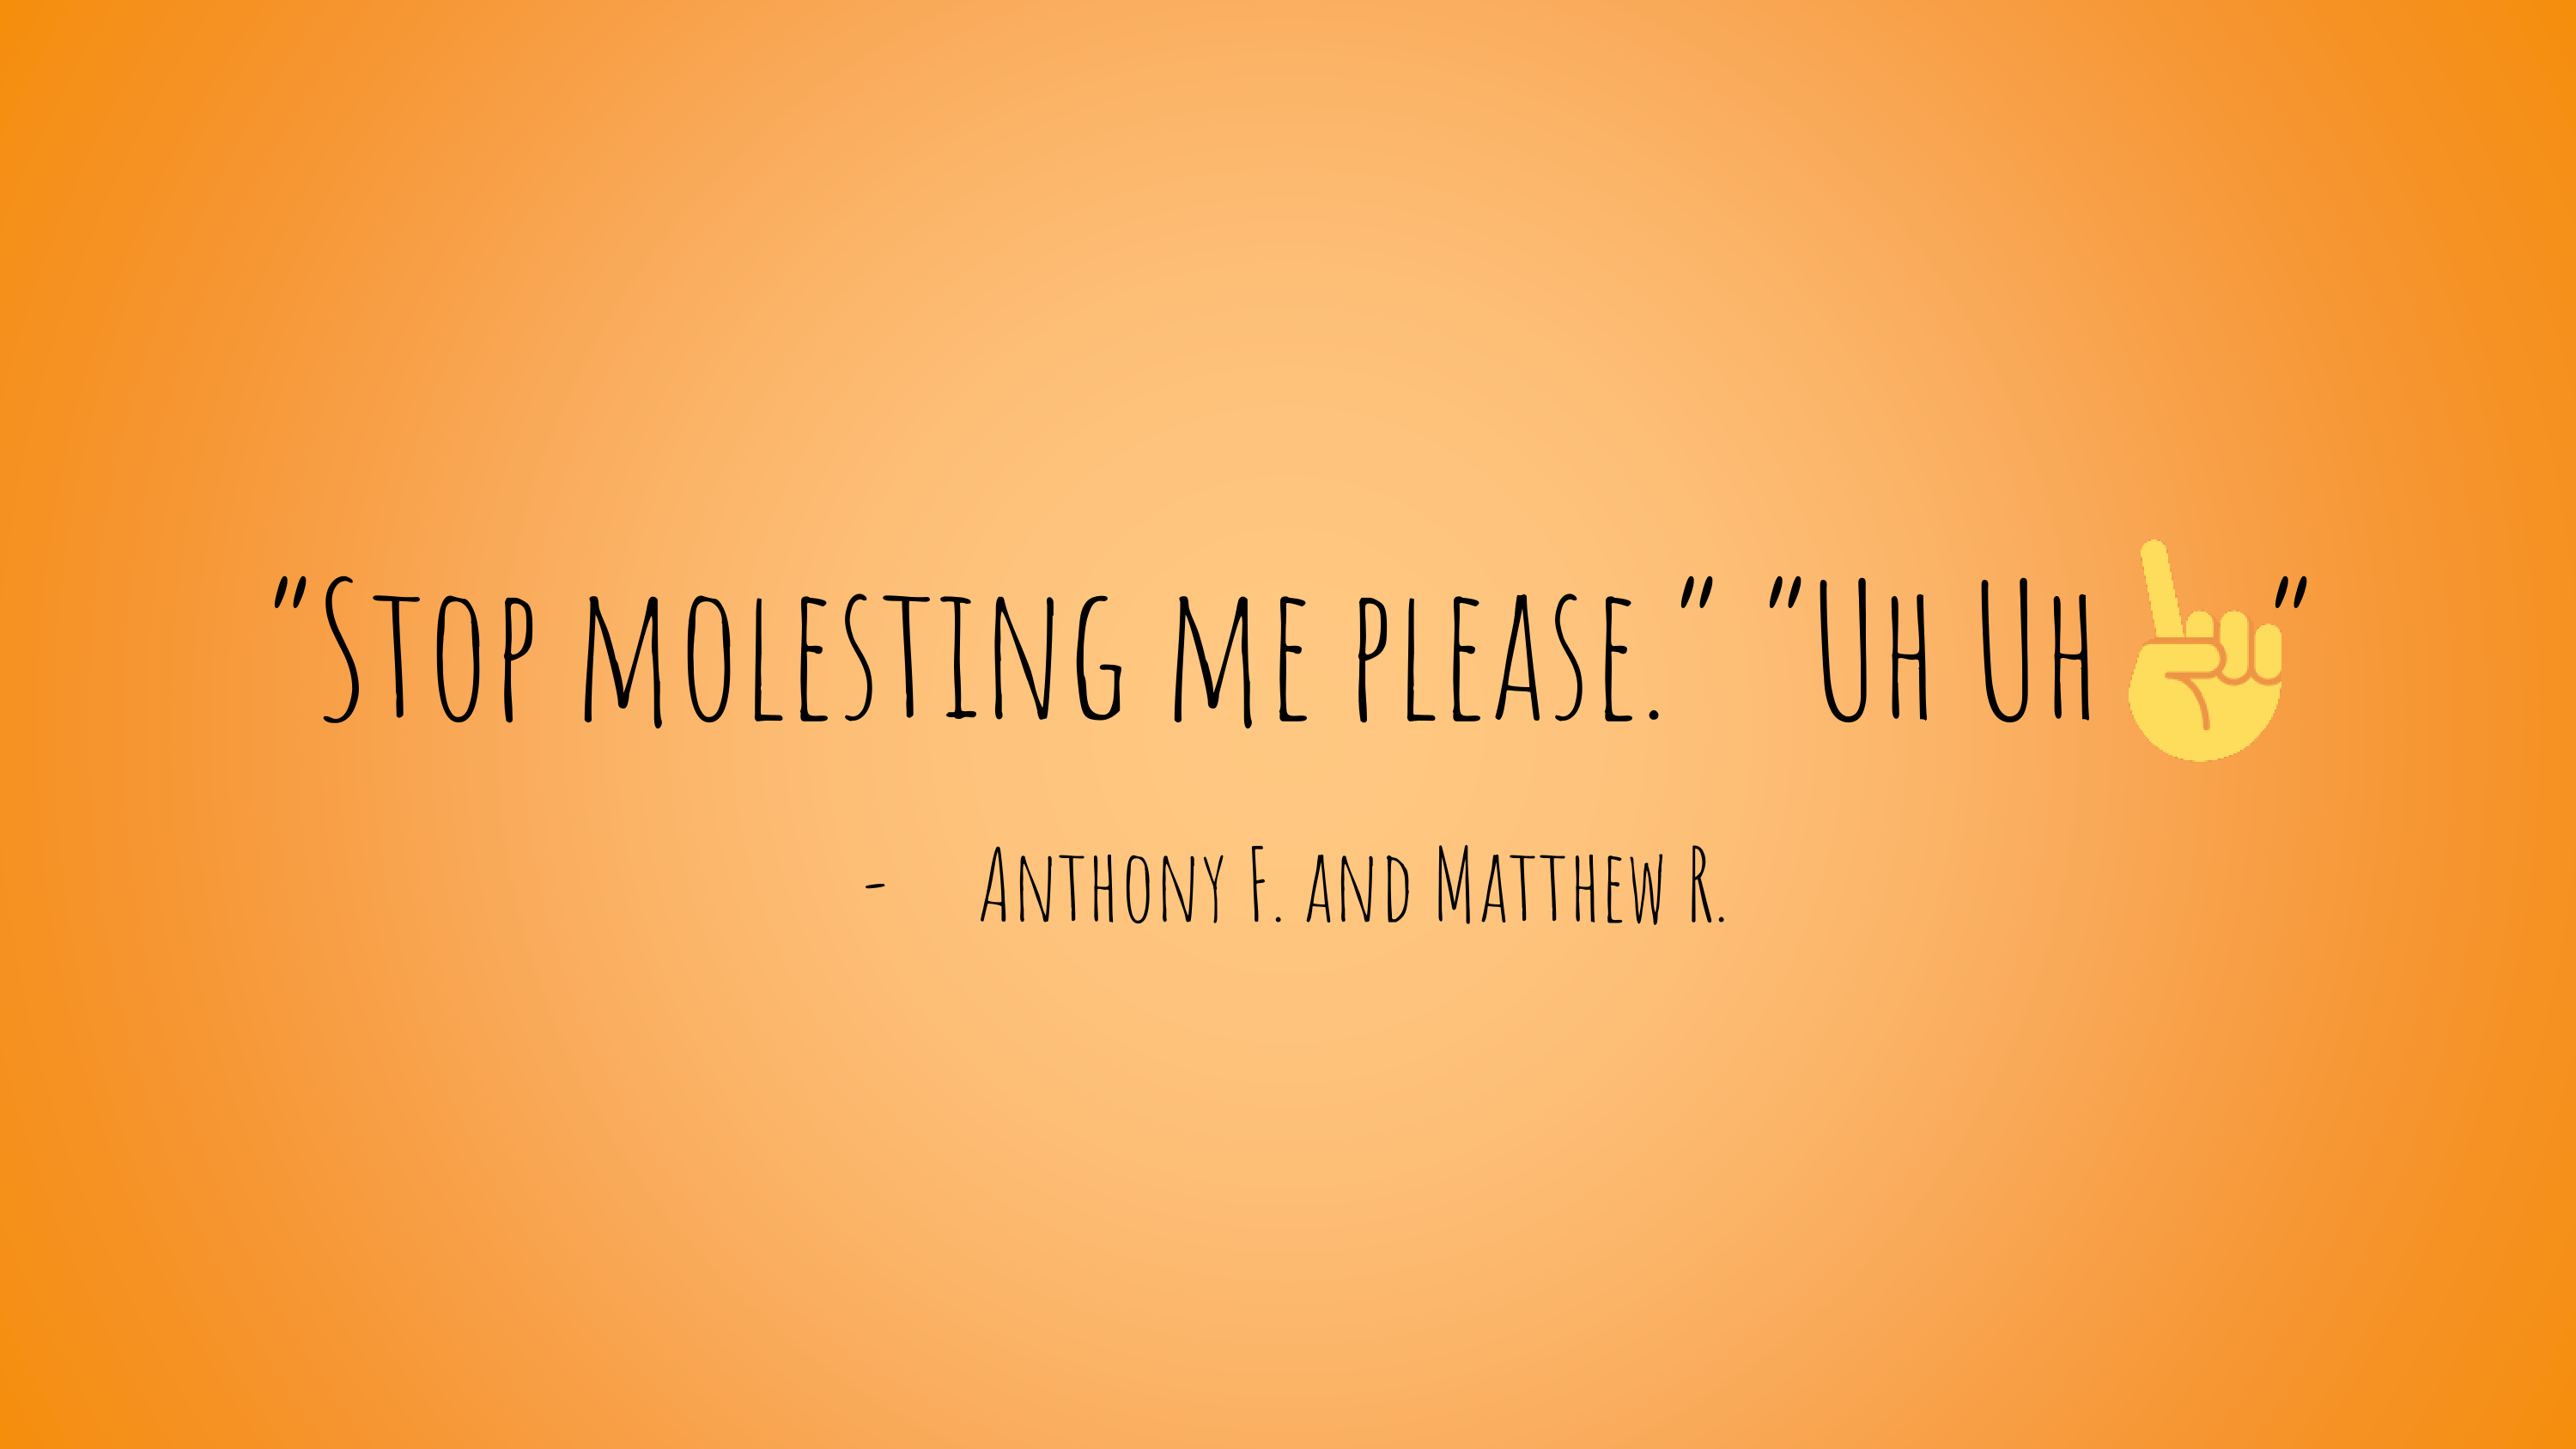 ”Stop molesting me please.” ”Uh Uh ☝”
- Anthony F. and Matthew R.